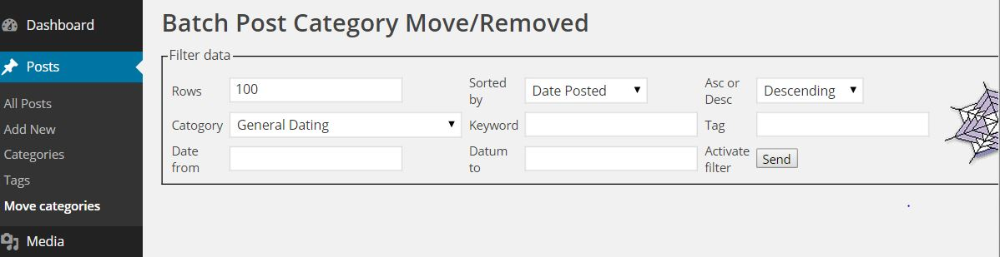 Dashboard
Posts
All Posts
Add New
Categories
Tags
Move categories
Media
Batch Post Category Move/Removed
Filter data
Rows 100 Sorted by Date Posted Asc or Desc Descending
Catogory General Dating Keyword Tag
Date from Datum to Activate filter Send